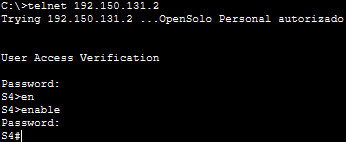 C:\>telnet 192.150.131.2
Trying 192.150.131.2 ...OpenSolo Personal autorizado
User Access Verification
Password:
S4>en
S4>enable
Password:
S4#